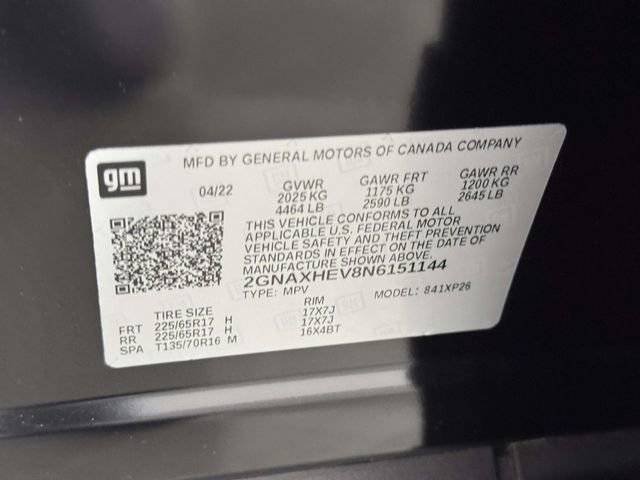 gm
MFD BY GENERAL MOTORS OF CANADA COMPANY
04/22 GVWR GAWR FRT GAWR RR
2025 KG 1175 KG 1200 KG
4464 LB 2590 LB 2645 LB
THIS VEHICLE CONFORMS TO ALL
APPLICABLE U.S. FEDERAL MOTOR
VEHICLE SAFETY AND THEFT PREVENTION
STANDARDS IN EFFECT ON THE DATE OF
MANUFACTURE SHOWN ABOVE.
2GNAXHEV8N6151144
TYPE: MPV MODEL: 841XP26
TIRE SIZE RIM
FRT 225/65R17 H 17X7J
RR 225/65R17 H 17X7J
SPA T135/70R16 M 16X4BT